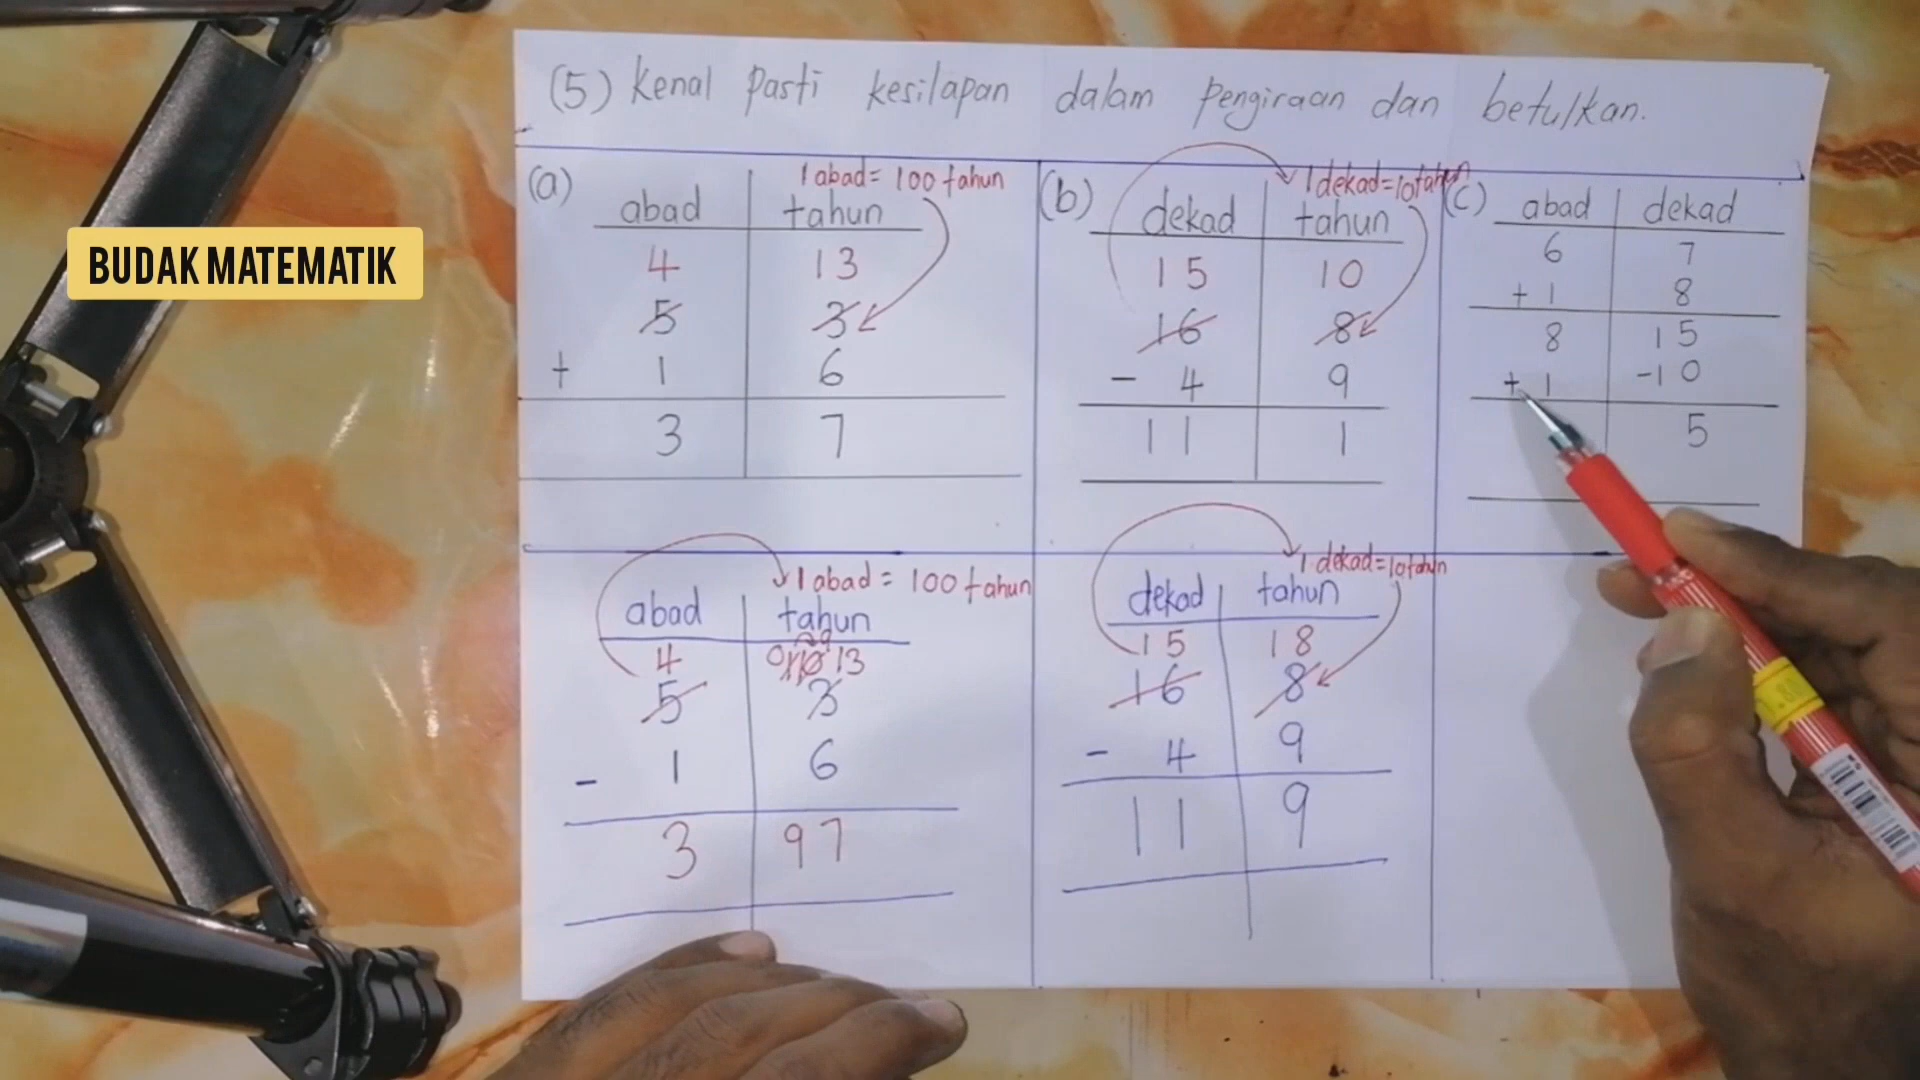 (5) Kenal pasti kesilapan dalam pengiraan dan betulkan.
BUDAK MATEMATIK
(a) 1 abad = 100 tahun
abad tahun
4 13
5 3
+ 1 6
3 7
(b) 1 dekad = 10 tahun
dekad tahun
15 10
16 8
- 4 9
11 1
(c) abad dekad
6 7
+ 1 8
8 15
+ 1 -10
5
1 abad = 100 tahun
abad tahun
4 13
5 3
- 1 6
3 97
1 dekad = 10 tahun
dekad tahun
15 18
16 8
- 4 9
11 9